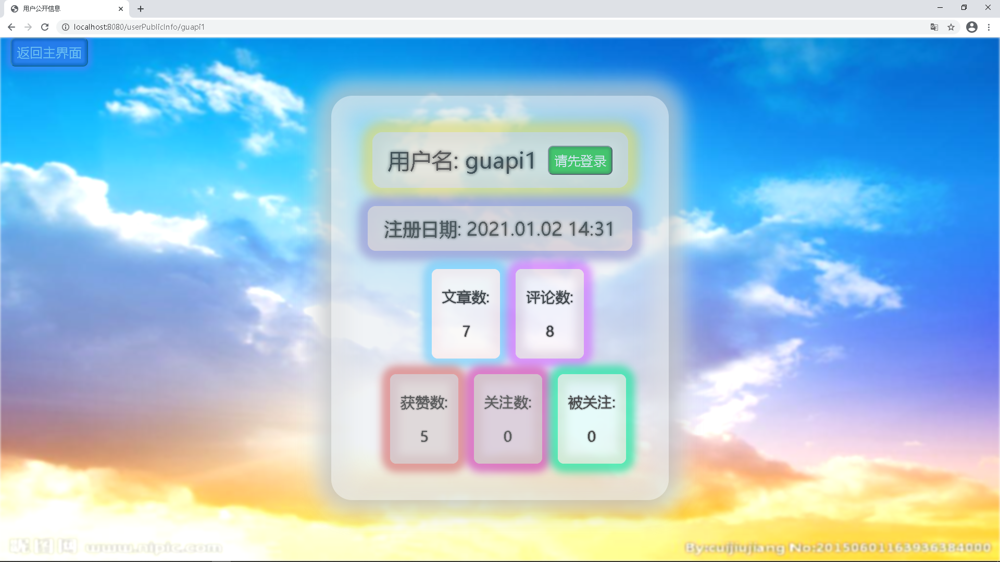 用户公开信息
localhost:8080/userPublicInfo/guapi1
返回主界面
用户名: guapi1 请先登录
注册日期: 2021.01.02 14:31
文章数: 评论数:
7 8
获赞数: 关注数: 被关注:
5 0 0
www.nipic.com
By:cuijiujiang No:20150601163936384000